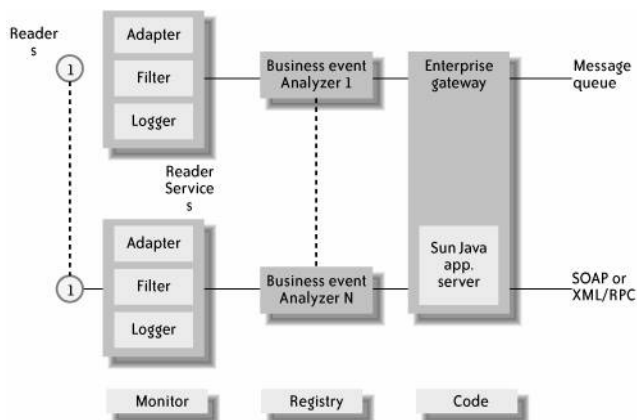 Reader
s
1
Adapter
Filter
Logger
Business event
Analyzer 1
Enterprise
gateway
Message
queue
Reader
Service
s
1
Adapter
Filter
Logger
Business event
Analyzer N
Sun Java
app.
server
SOAP or
XML/RPC
Monitor
Registry
Code